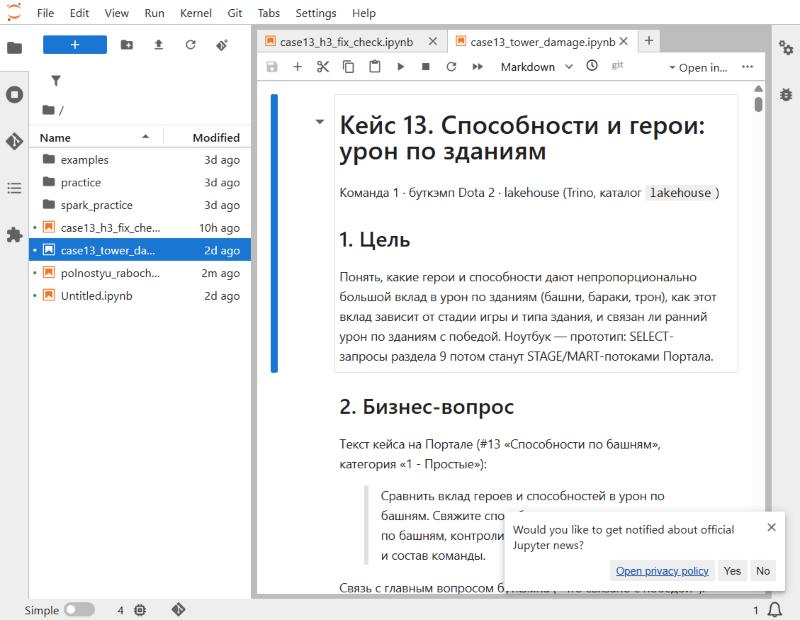 File Edit View Run Kernel Git Tabs Settings Help
case13_h3_fix_check.ipynb
case13_tower_damage.ipynb
Markdown
git
Open in...
/
Name Modified
examples 3d ago
practice 3d ago
spark_practice 3d ago
case13_h3_fix_che... 10h ago
case13_tower_da... 2d ago
polnostyu_raboch... 2m ago
Untitled.ipynb 2d ago
Кейс 13. Способности и герои:
урон по зданиям
Команда 1 · буткэмп Dota 2 · lakehouse (Trino, каталог lakehouse )
1. Цель
Понять, какие герои и способности дают непропорционально
большой вклад в урон по зданиям (башни, бараки, трон), как этот
вклад зависит от стадии игры и типа здания, и связан ли ранний
урон по зданиям с победой. Ноутбук — прототип: SELECT-
запросы раздела 9 потом станут STAGE/MART-потоками Портала.
2. Бизнес-вопрос
Текст кейса на Портале (#13 «Способности по башням»,
категория «1 - Простые»):
Сравнить вклад героев и способностей в урон по
башням. Свяжите
по башням,
и состав команды.
Связь с главным вопросом
Would you like to get notified about official
Jupyter news?
Open privacy policy Yes No
Simple 4 1